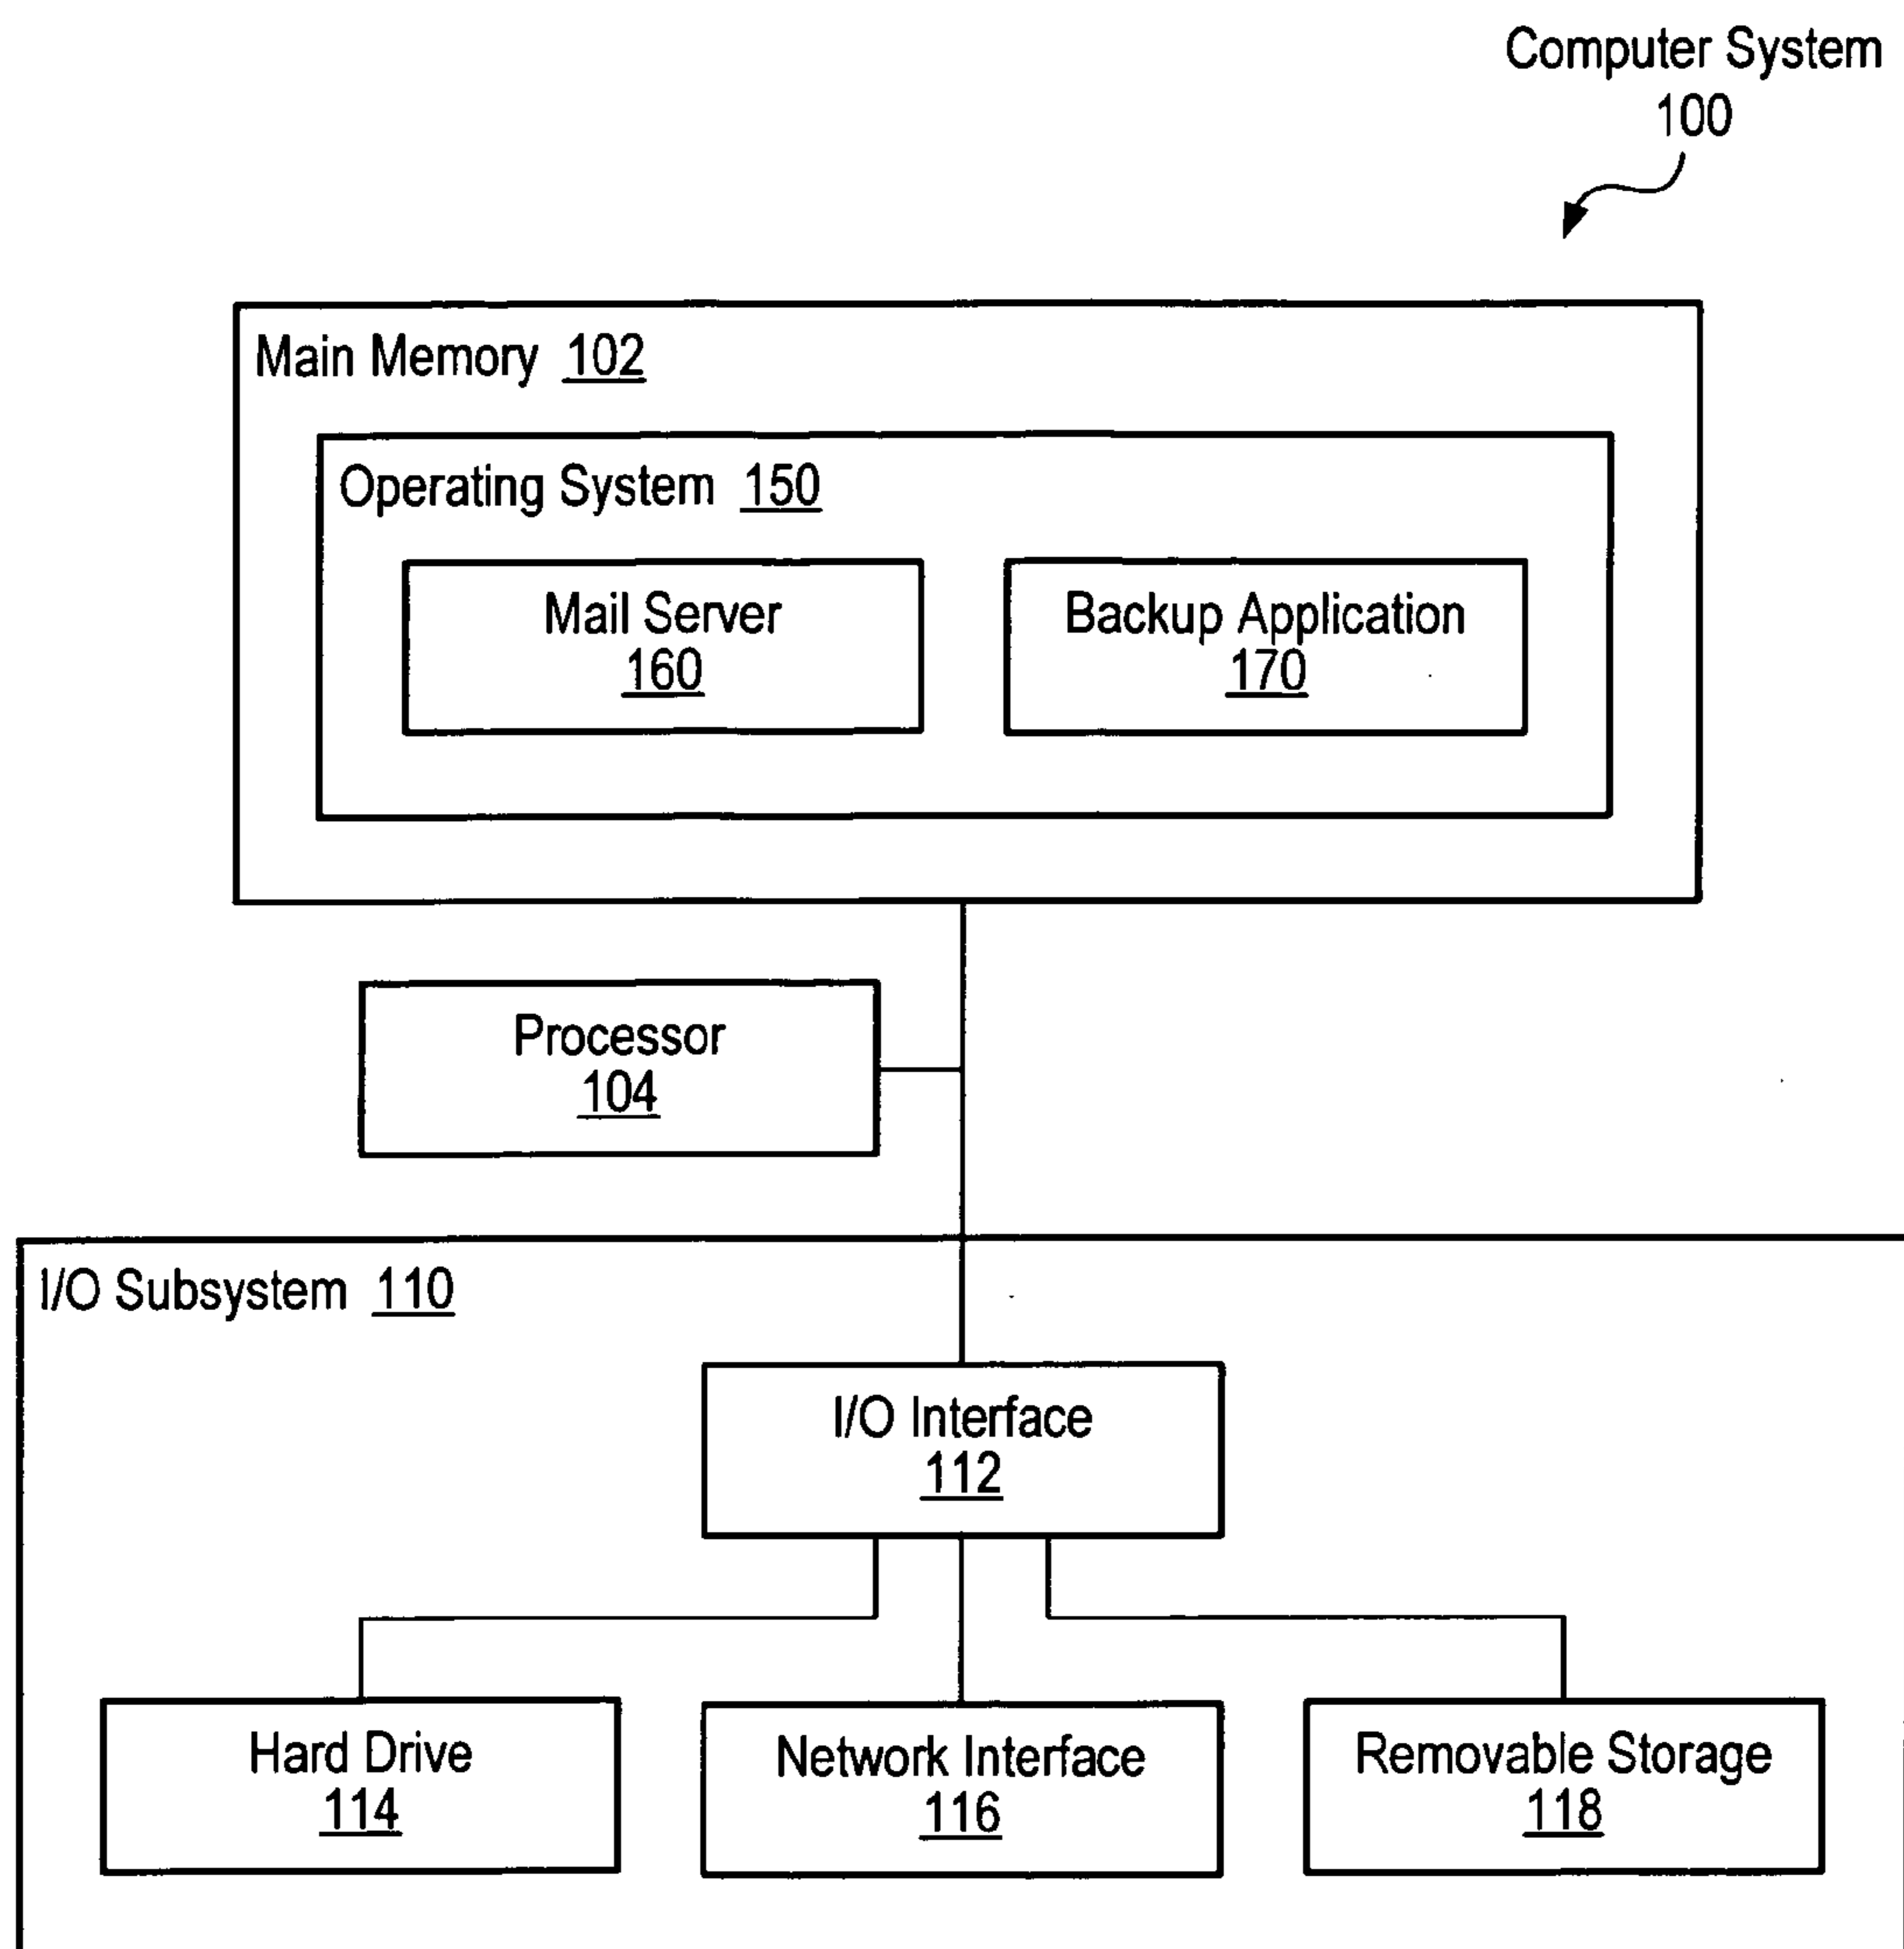 Computer System
100
Main Memory 102
Operating System 150
Mail Server
160
Backup Application
170
Processor
104
I/O Subsystem 110
I/O Interface
112
Hard Drive
114
Network Interface
116
Removable Storage
118